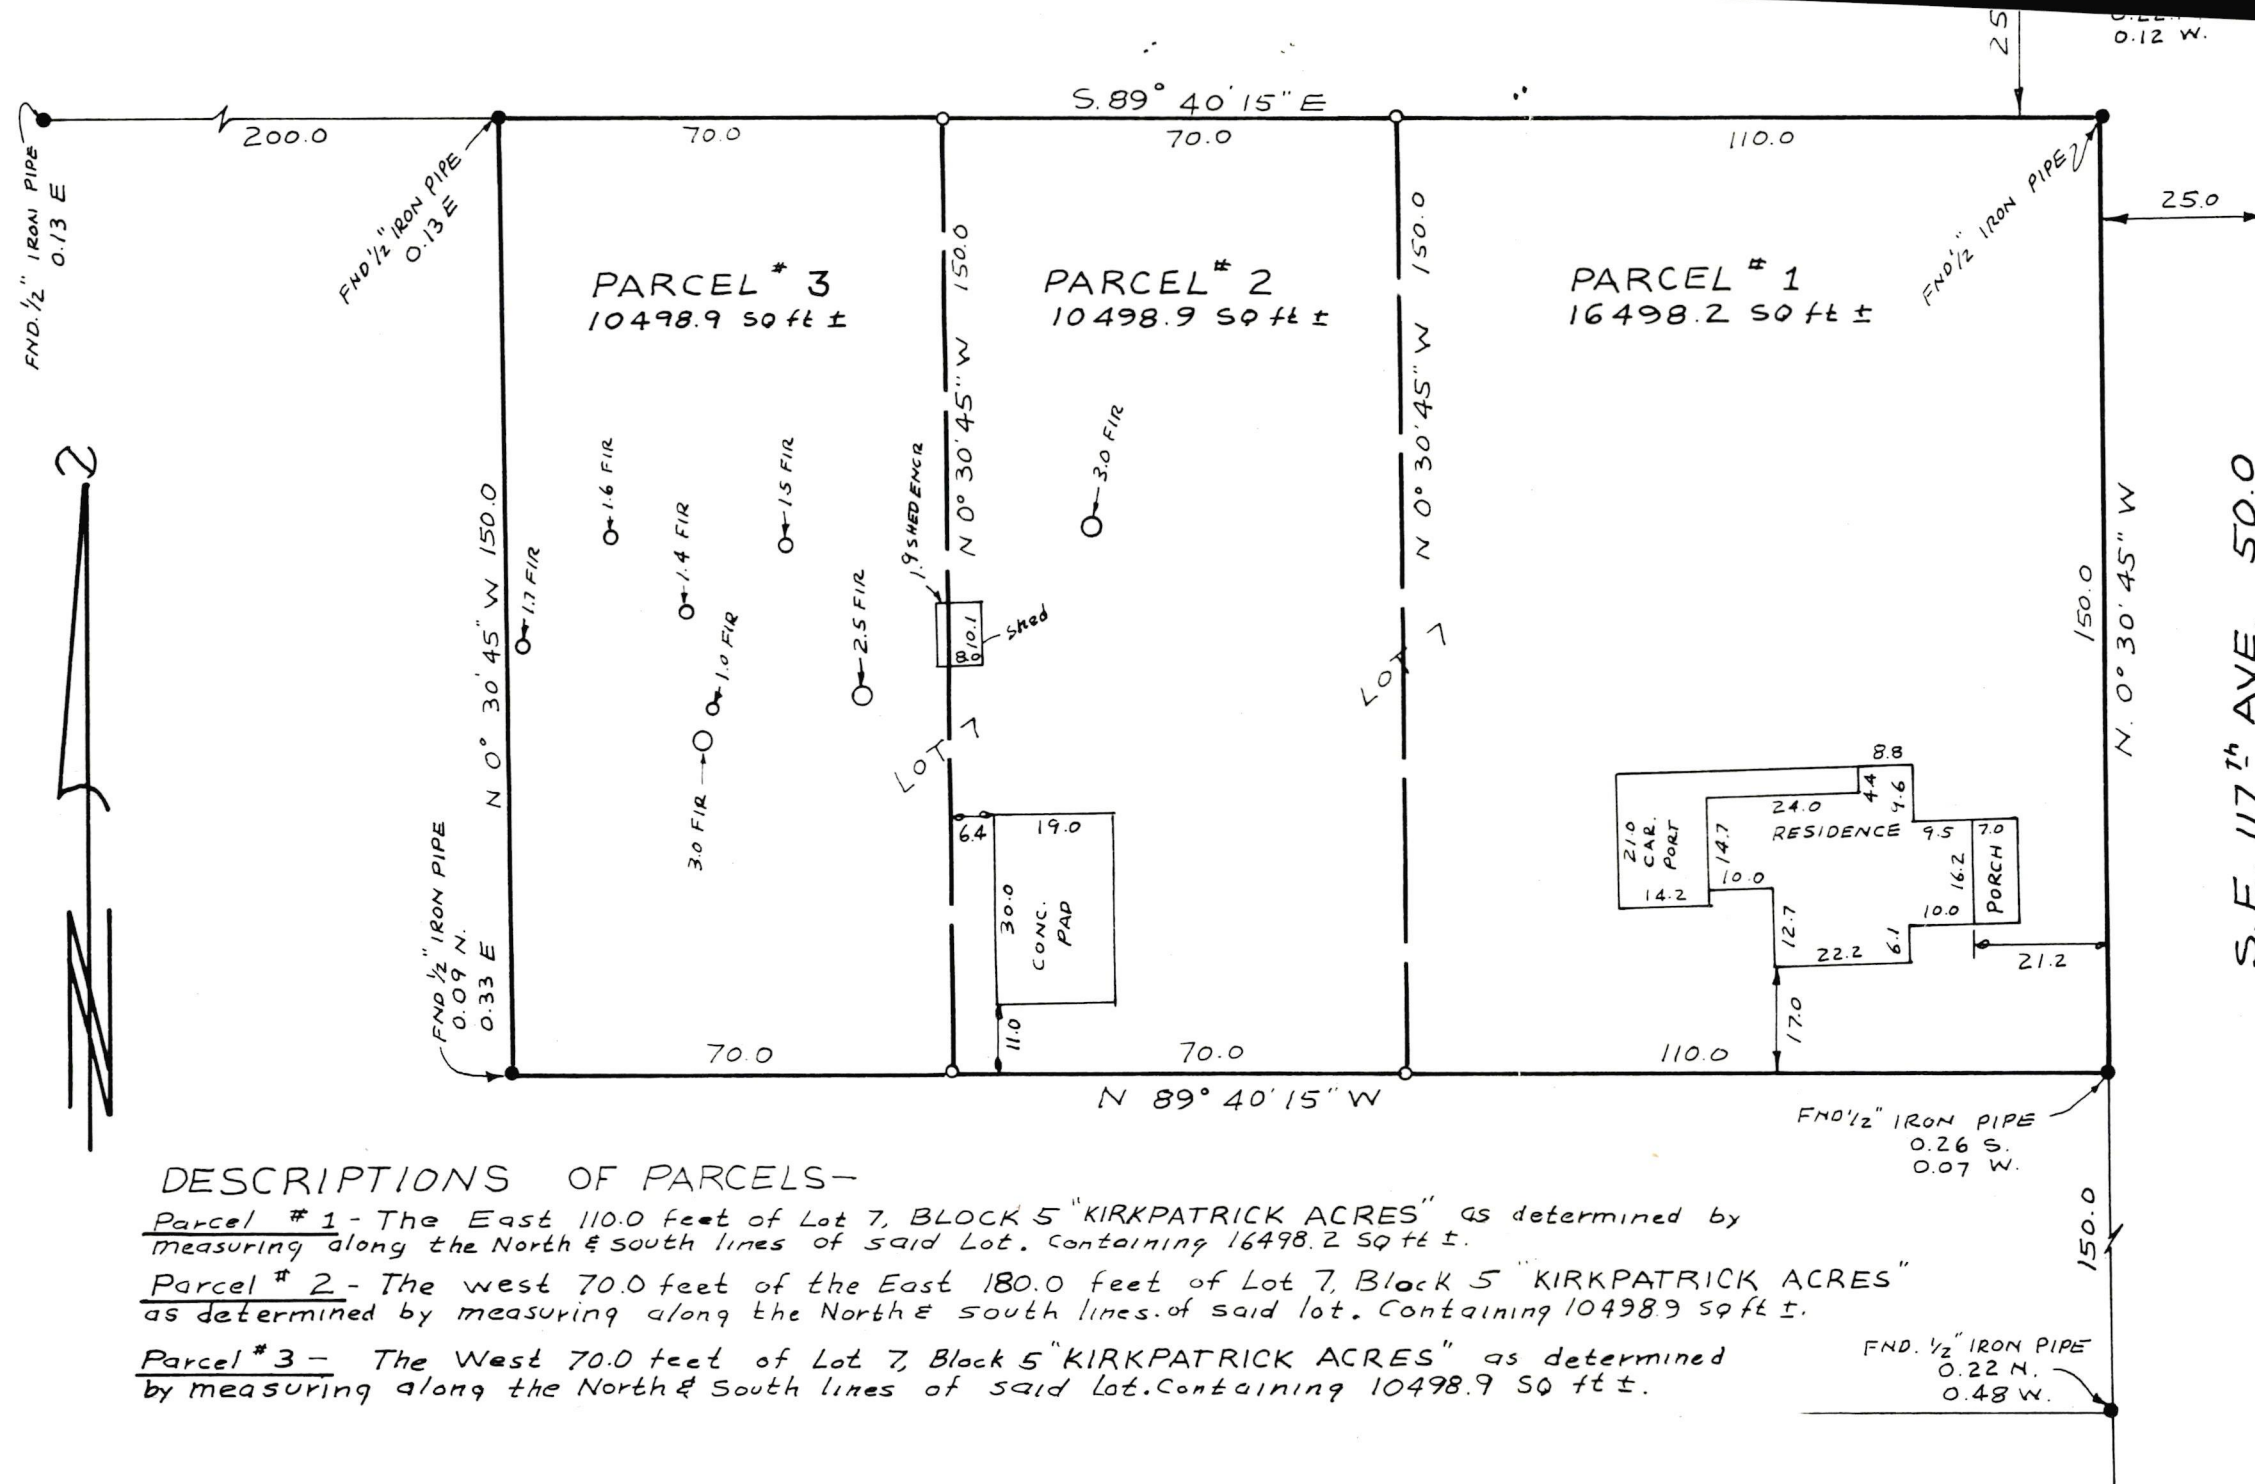 25
0.12 W.
S. 89° 40' 15" E
200.0
70.0
70.0
110.0
FND. 1/2" IRON PIPE
0.13 E
FND 1/2" IRON PIPE
0.13 E
FND 1/2" IRON PIPE
25.0
PARCEL # 3
10498.9 SQ ft ±
PARCEL # 2
10498.9 SQ ft ±
PARCEL # 1
16498.2 SQ ft ±
N 0° 30' 45" W 150.0
N 0° 30' 45" W 150.0
N 0° 30' 45" W 150.0
150.0
N. 0° 30' 45" W
S.E. 117th AVE 50.0
1.7 FIR
1.6 FIR
1.4 FIR
1.5 FIR
1.0 FIR
2.5 FIR
3.0 FIR
3.0 FIR
1.9 SHED ENCR
10.1
8.0
Shed
LOT 7
LOT 7
6.4
19.0
30.0
CONC.
PAD
11.0
8.8
4.4
9.6
24.0
RESIDENCE
9.5
7.0
21.0
CAR.
PORT
14.7
10.0
14.2
16.2
PORCH
10.0
12.7
22.2
6.1
21.2
17.0
FND 1/2" IRON PIPE
0.09 N.
0.33 E
70.0
70.0
110.0
N 89° 40' 15" W
N
FND 1/2" IRON PIPE
0.26 S.
0.07 W.
150.0
DESCRIPTIONS OF PARCELS—
Parcel # 1 - The East 110.0 feet of Lot 7, BLOCK 5 "KIRKPATRICK ACRES" as determined by
measuring along the North & south lines of said Lot. Containing 16498.2 SQ ft ±.
Parcel # 2 - The west 70.0 feet of the East 180.0 feet of Lot 7, Block 5 "KIRKPATRICK ACRES"
as determined by measuring along the North & south lines. of said lot. Containing 10498.9 SQ ft ±.
Parcel # 3 — The West 70.0 feet of Lot 7, Block 5 "KIRKPATRICK ACRES" as determined
by measuring along the North & South lines of said Lot. Containing 10498.9 SQ ft ±.
FND. 1/2" IRON PIPE
0.22 N.
0.48 W.